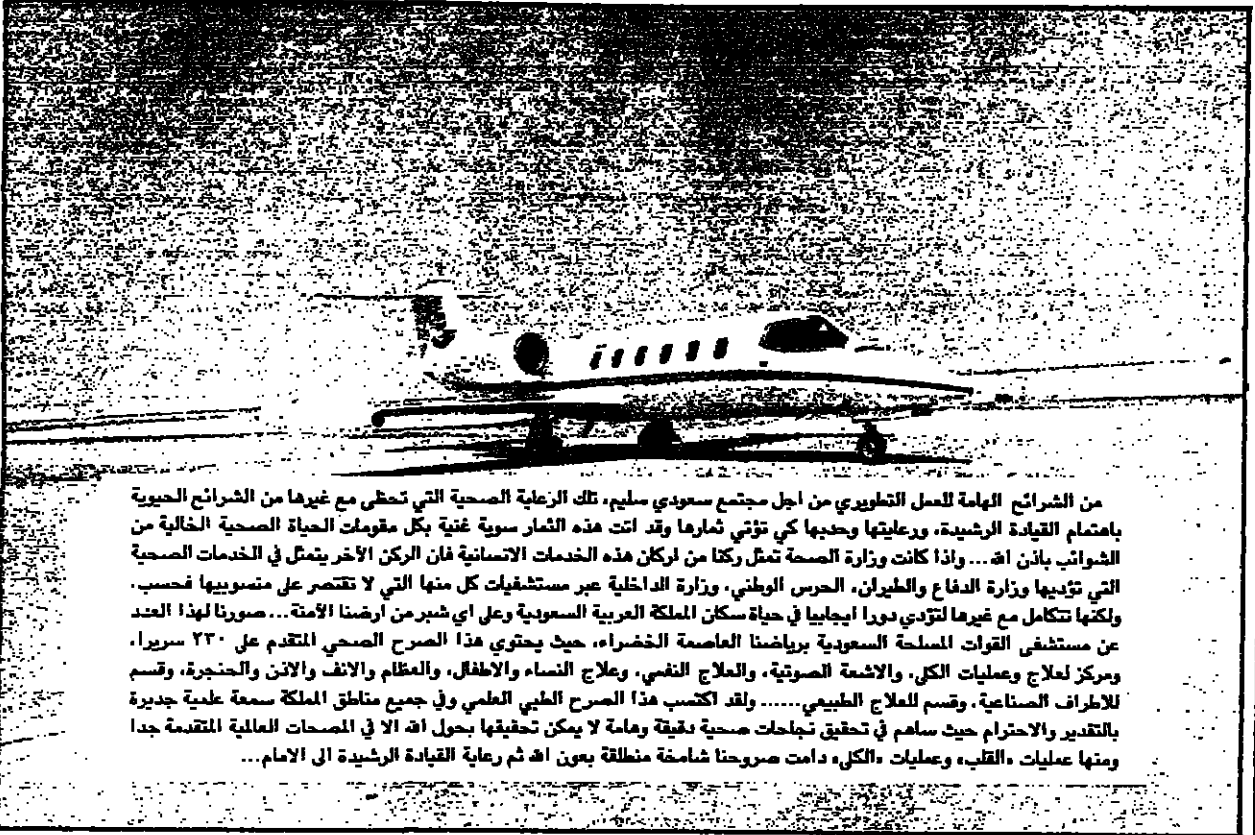 من الشرائح الهامة للعمل التطويري من اجل مجتمع سعودي سليم، تلك الرعاية الصحية التي تحظى مع غيرها من الشرائح الحيوية
باهتمام القيادة الرشيدة، ورعايتها وحدبها كي تؤتي ثمارها وقد اتت هذه الثمار سوية غنية بكل مقومات الحياة الصحية الخالية من
الشوائب باذن الله... واذا كانت وزارة الصحة تمثل ركنا من اركان هذه الخدمات الانسانية فان الركن الأخر يتمثل في الخدمات الصحية
التي تؤديها وزارة الدفاع والطيران، الحرس الوطني، وزارة الداخلية عبر مستشفيات كل منها التي لا تقتصر على منسوبيها فحسب،
ولكنها تتكامل مع غيرها لتؤدي دورا ايجابيا في حياة سكان المملكة العربية السعودية وعلى اي شبر من ارضنا الأمنة... صورنا لهذا العدد
عن مستشفى القوات المسلحة السعودية برياضنا العاصمة الخضراء، حيث يحتوي هذا الصرح الصحي المتقدم على ٢٣٠ سريرا،
ومركز لعلاج وعمليات الكلى، والاشعة الصوتية، والعلاج النفسي، وعلاج النساء والاطفال، والعظام والانف والاذن والحنجرة، وقسم
للاطراف الصناعية، وقسم للعلاج الطبيعي...... ولقد اكتسب هذا الصرح الطبي العلمي وفي جميع مناطق المملكة سمعة علمية جديرة
بالتقدير والاحترام حيث ساهم في تحقيق نجاحات صحية دقيقة وهامة لا يمكن تحقيقها بحول الله الا في المصحات العالمية المتقدمة جدا
ومنها عمليات «القلب» وعمليات «الكلى» دامت صروحنا شامخة منطلقة بعون الله ثم رعاية القيادة الرشيدة الى الامام...